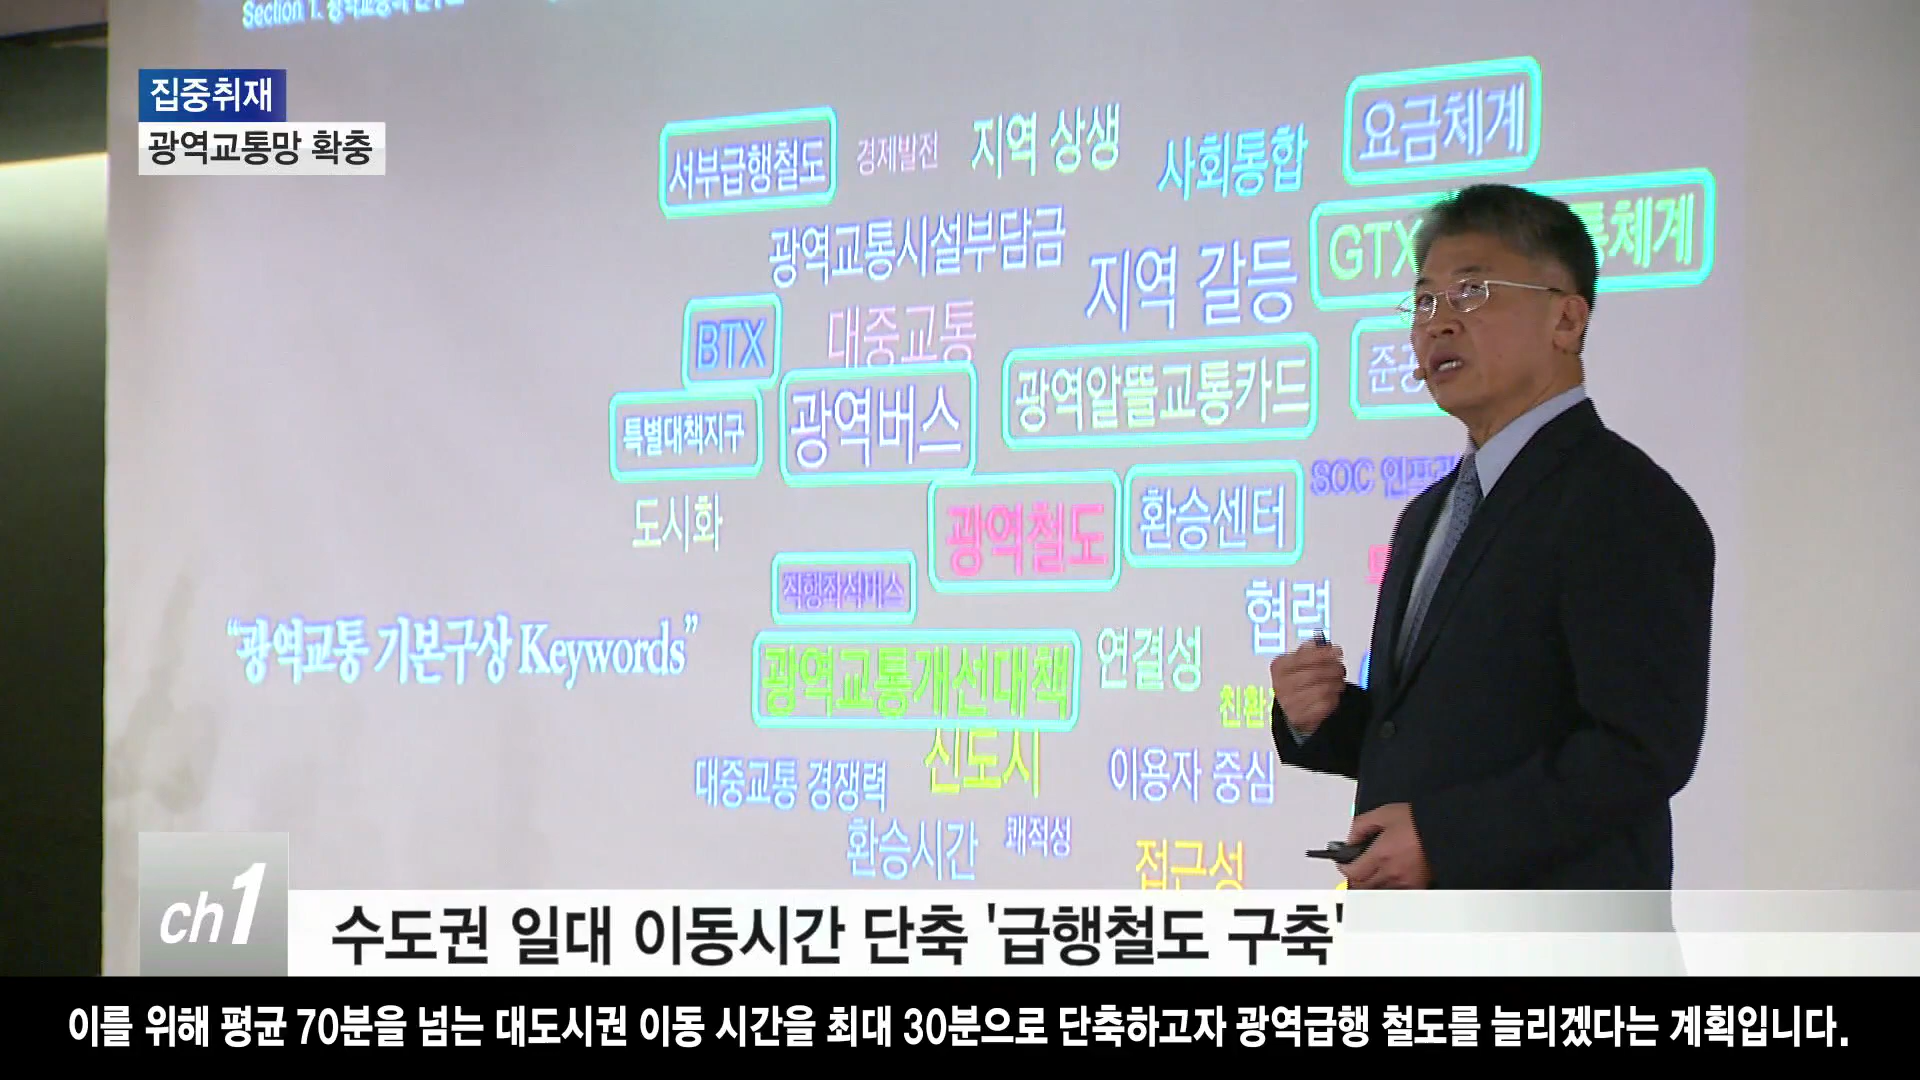 Section 1.
집중취재
광역교통망 확충
요금체계
서부급행철도
경제발전
지역 상생
사회통합
GTX
통체계
광역교통시설부담금
지역 갈등
BTX
대중교통
광역알뜰교통카드
특별대책지구
광역버스
SOC
도시화
광역철도
환승센터
직행좌석버스
협력
"광역교통 기본구상 Keywords"
광역교통개선대책
연결성
신도시
대중교통 경쟁력
이용자 중심
환승시간
쾌적성
접근성
ch1
수도권 일대 이동시간 단축 '급행철도 구축'
이를 위해 평균 70분을 넘는 대도시권 이동 시간을 최대 30분으로 단축하고자 광역급행 철도를 늘리겠다는 계획입니다.